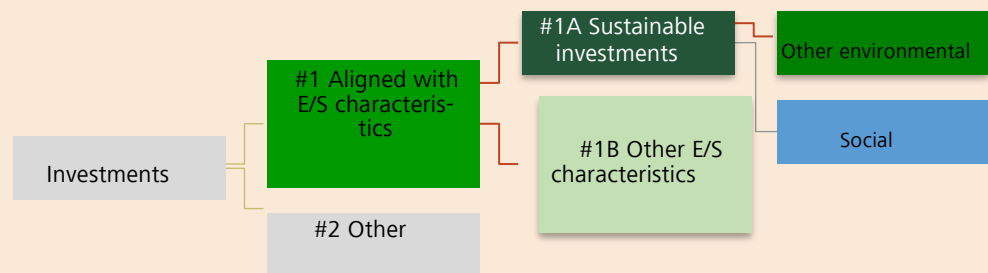 Investments
#1 Aligned with
E/S characteris-
tics
#2 Other
#1A Sustainable
investments
#1B Other E/S
characteristics
Other environmental
Social